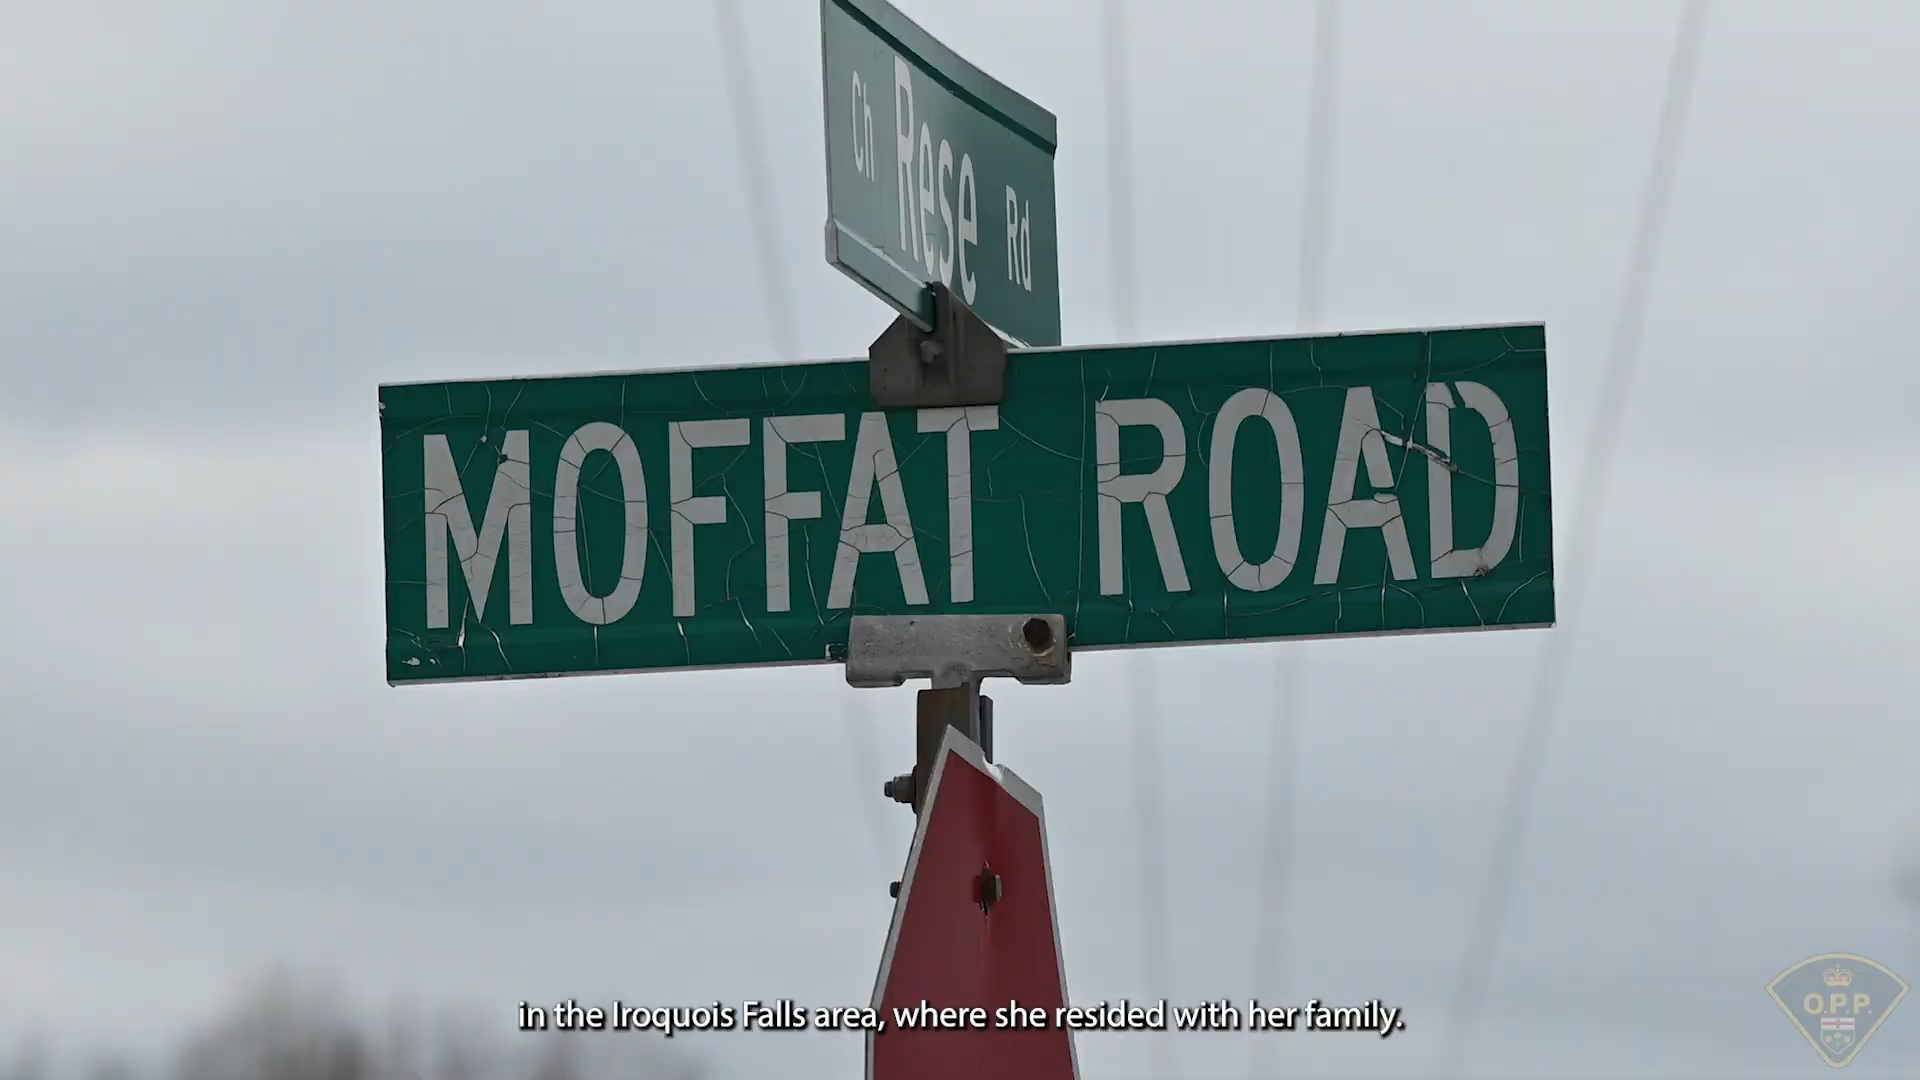 Ch Rese Rd
MOFFAT ROAD
in the Iroquois Falls area, where she resided with her family.
O.P.P.